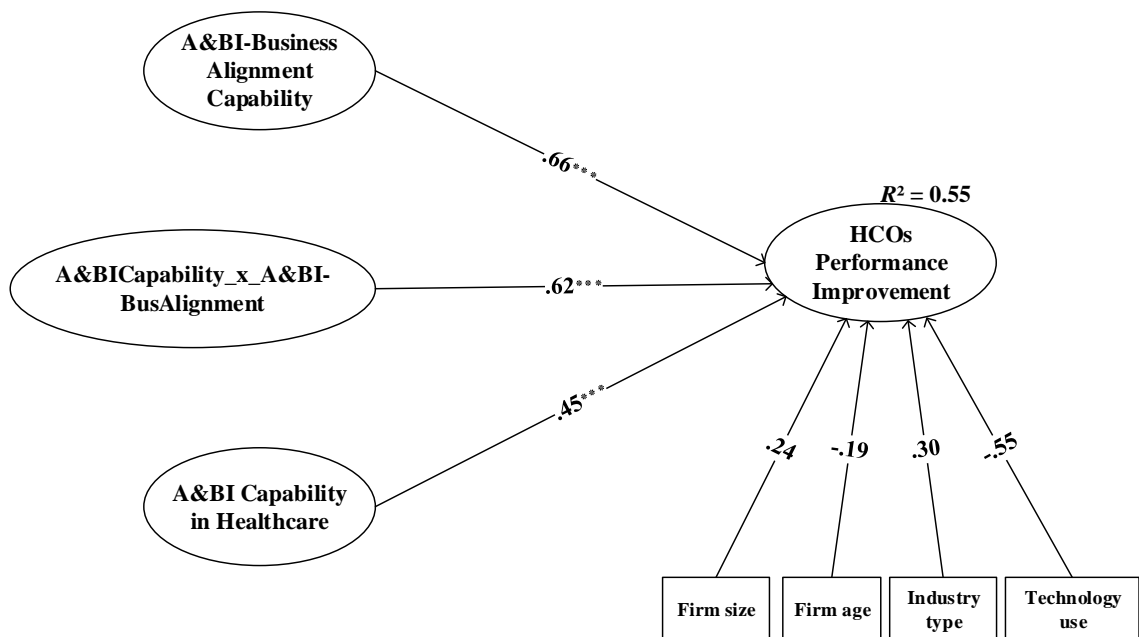 A&BI-Business
Alignment
Capability
.66***
R² = 0.55
HCOs
Performance
Improvement
A&BICapability_x_A&BI-
BusAlignment
.62***
.45***
A&BI Capability
in Healthcare
.24
-.19
.30
-.55
Firm size
Firm age
Industry
type
Technology
use